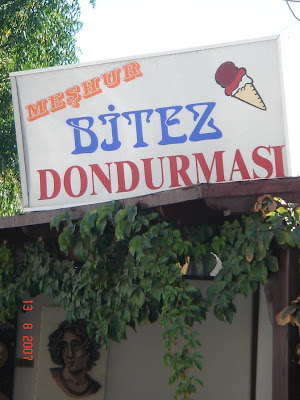 MEŞHUR
BİTEZ
DONDURMASI
13 8 2007